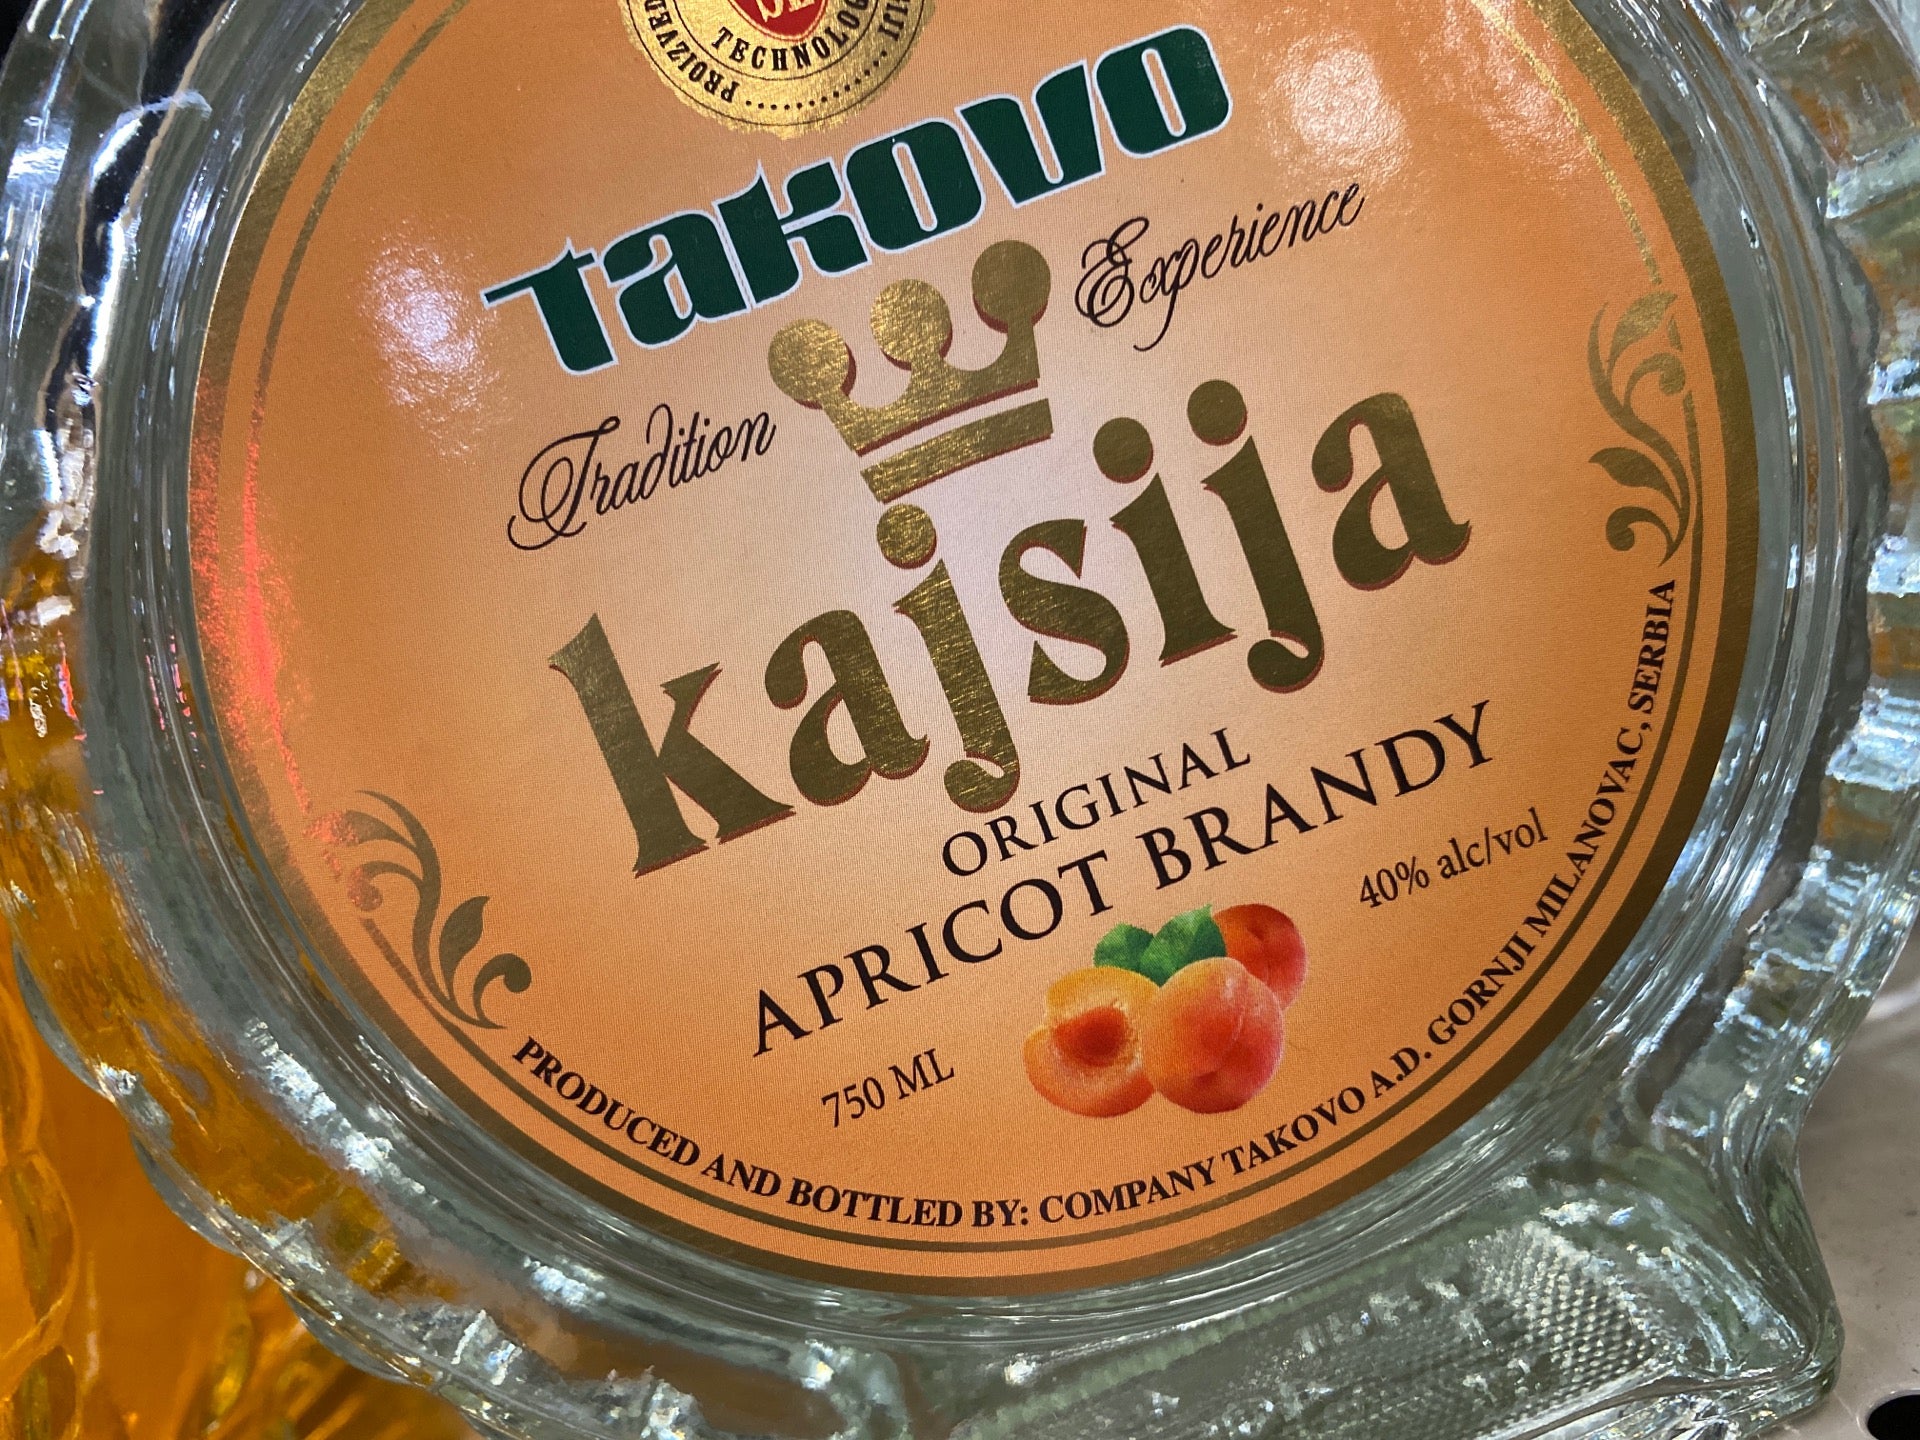 TECHNOLOG
PROIZVED
TAKOVO
Tradition
Experience
kajsija
ORIGINAL
APRICOT BRANDY
750 ML
40% alc/vol
PRODUCED AND BOTTLED BY: COMPANY TAKOVO A.D. GORNJI MILANOVAC, SERBIA